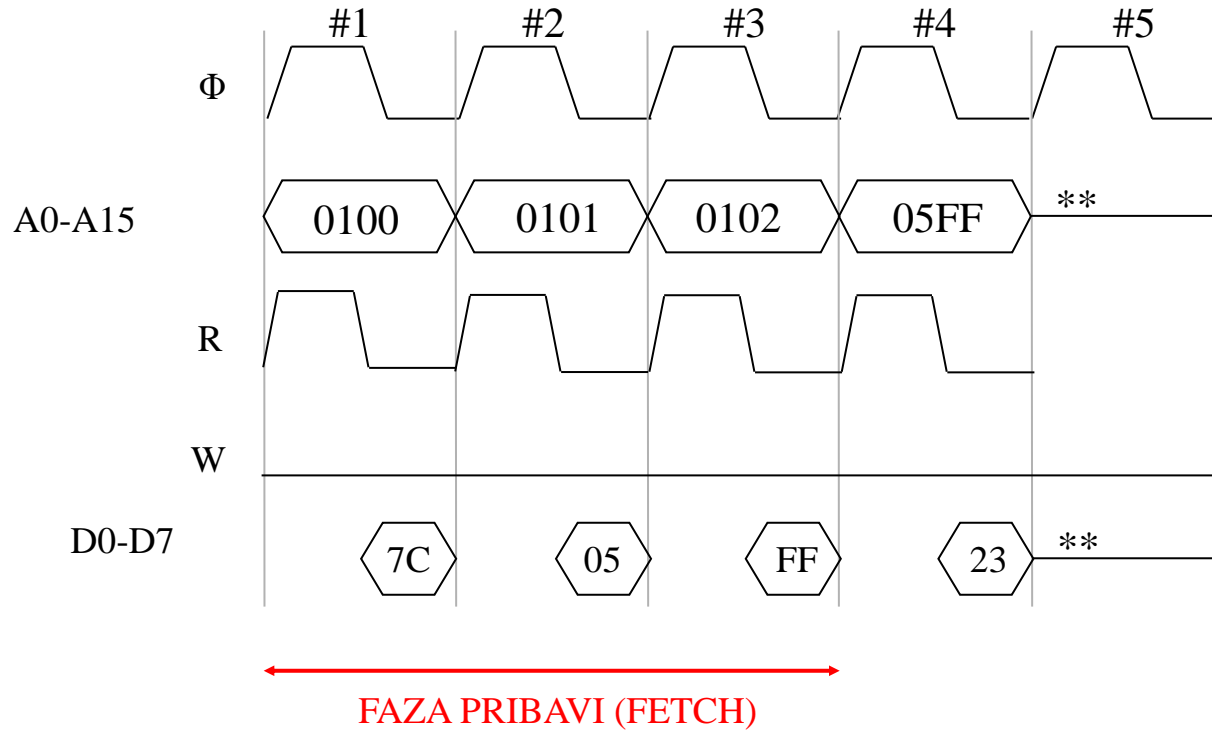 #1 #2 #3 #4 #5
Φ
A0-A15 0100 0101 0102 05FF **
R
W
D0-D7 7C 05 FF 23 **
FAZA PRIBAVI (FETCH)